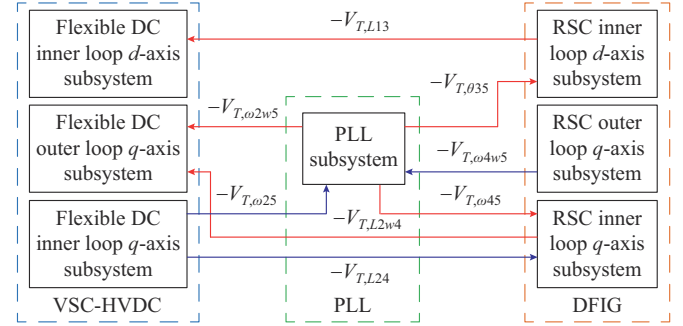 Flexible DC
inner loop d-axis
subsystem
Flexible DC
outer loop q-axis
subsystem
Flexible DC
inner loop q-axis
subsystem
VSC-HVDC
−V_{T,L13}
−V_{T,θ35}
−V_{T,ω2w5}
PLL
subsystem
−V_{T,ω4w5}
−V_{T,ω25}
−V_{T,ω45}
−V_{T,L2w4}
−V_{T,L24}
PLL
RSC inner
loop d-axis
subsystem
RSC outer
loop q-axis
subsystem
RSC inner
loop q-axis
subsystem
DFIG